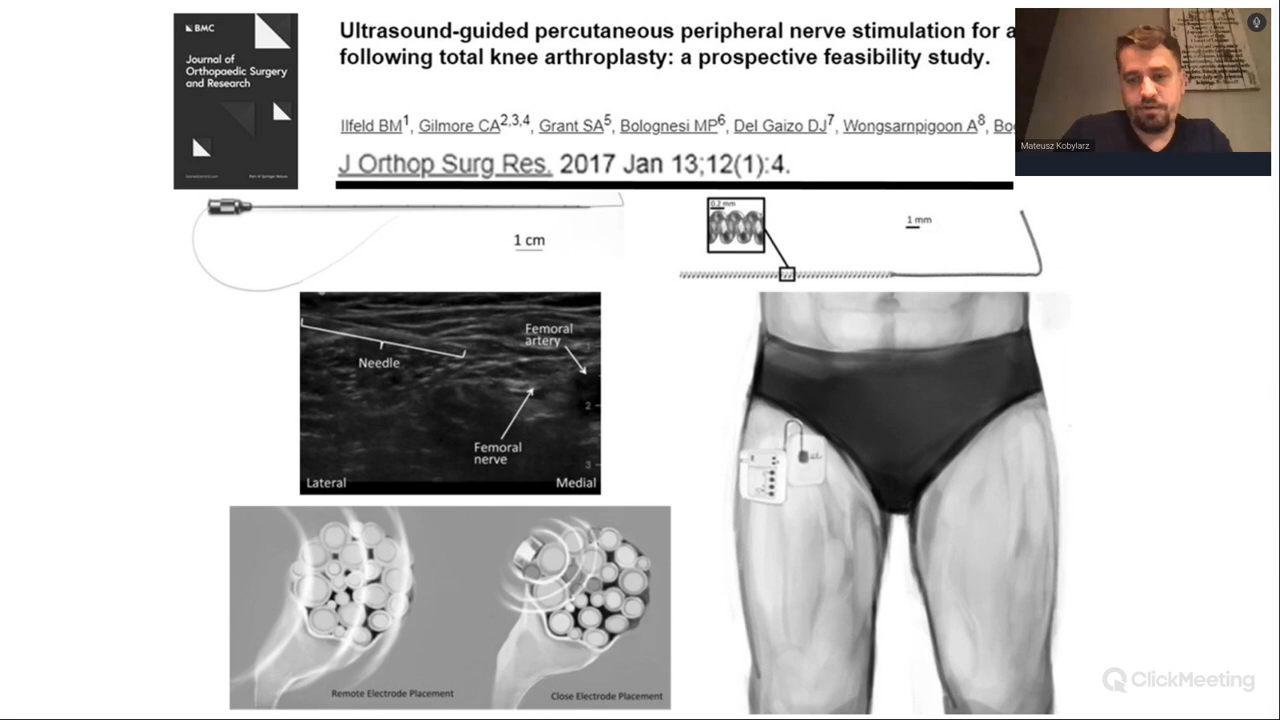 BMC
Journal of
Orthopaedic Surgery
and Research
Ultrasound-guided percutaneous peripheral nerve stimulation for a
following total knee arthroplasty: a prospective feasibility study.
Ilfeld BM1, Gilmore CA2,3,4, Grant SA5, Bolognesi MP6, Del Gaizo DJ7, Wongsarnpigoon A8, Bo
J Orthop Surg Res. 2017 Jan 13;12(1):4.
Mateusz Kobylarz
1 cm
0.2 mm
1 mm
Femoral
artery
Needle
2
Femoral
nerve
3
Lateral
Medial
Remote Electrode Placement
Close Electrode Placement
ClickMeeting